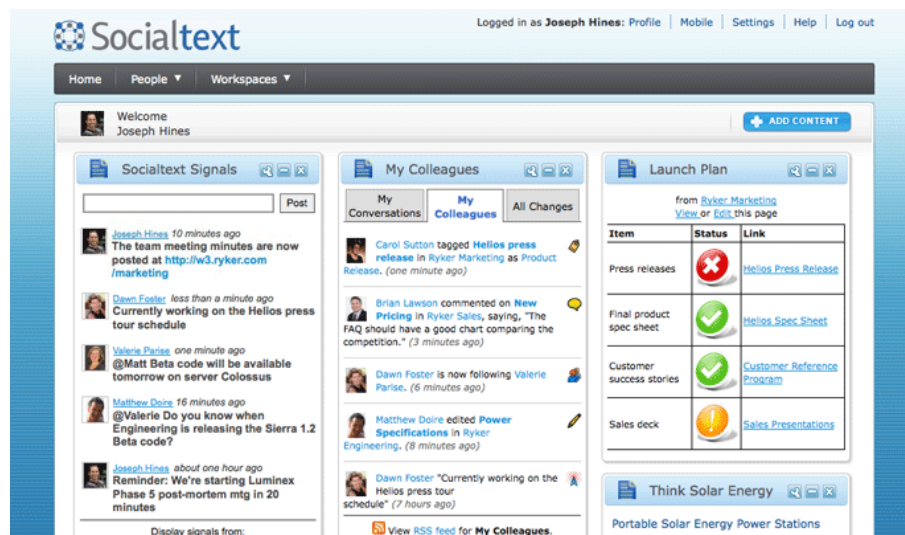 Socialtext
Logged in as Joseph Hines: Profile | Mobile | Settings | Help | Log out
Home
People ▼
Workspaces ▼
Welcome
Joseph Hines
ADD CONTENT
Socialtext Signals
Post
Joseph Hines 10 minutes ago
The team meeting minutes are now
posted at http://w3.ryker.com
/marketing
Dawn Foster less than a minute ago
Currently working on the Helios press
tour schedule
Valerie Parise one minute ago
@Matt Beta code will be available
tomorrow on server Colossus
Matthew Doire 16 minutes ago
@Valerie Do you know when
Engineering is releasing the Sierra 1.2
Beta code?
Joseph Hines about one hour ago
Reminder: We're starting Luminex
Phase 5 post-mortem mtg in 20
minutes
Display signals from:
My Colleagues
My
Conversations
My
Colleagues
All Changes
Carol Sutton tagged Helios press
release in Ryker Marketing as Product
Release. (one minute ago)
Brian Lawson commented on New
Pricing in Ryker Sales, saying, "The
FAQ should have a good chart comparing the
competition." (3 minutes ago)
Dawn Foster is now following Valerie
Parise. (6 minutes ago)
Matthew Doire edited Power
Specifications in Ryker
Engineering. (8 minutes ago)
Dawn Foster "Currently working on the
Helios press tour
schedule" (7 hours ago)
View RSS feed for My Colleagues.
Launch Plan
from Ryker Marketing
View or Edit this page
Item Status Link
Press releases Helios Press Release
Final product
spec sheet
Helios Spec Sheet
Customer
success stories
Customer Reference
Program
Sales deck Sales Presentations
Think Solar Energy
Portable Solar Energy Power Stations